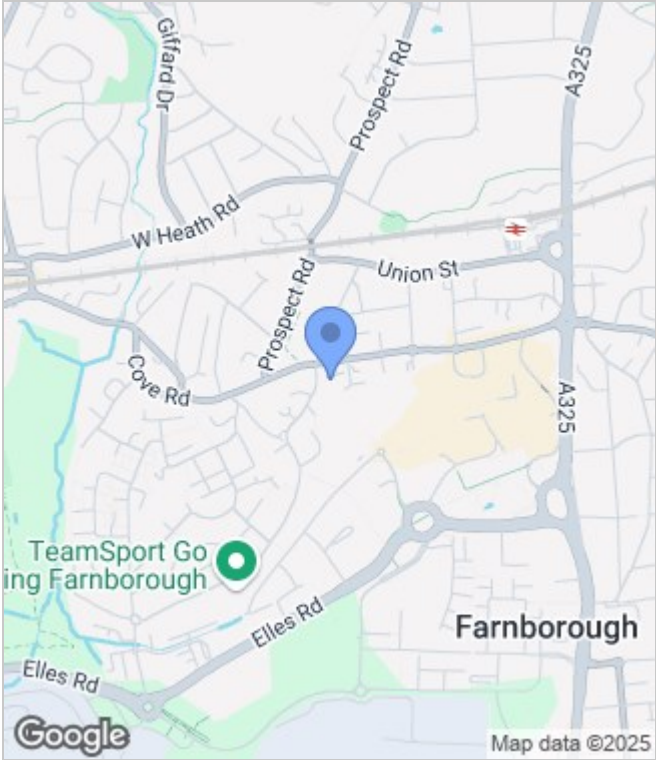 Giffard Dr
Prospect Rd
A325
W Heath Rd
Union St
Prospect Rd
Cove Rd
A325
TeamSport Go
ing Farnborough
Elles Rd
Farnborough
Elles Rd
Google
Map data ©2025